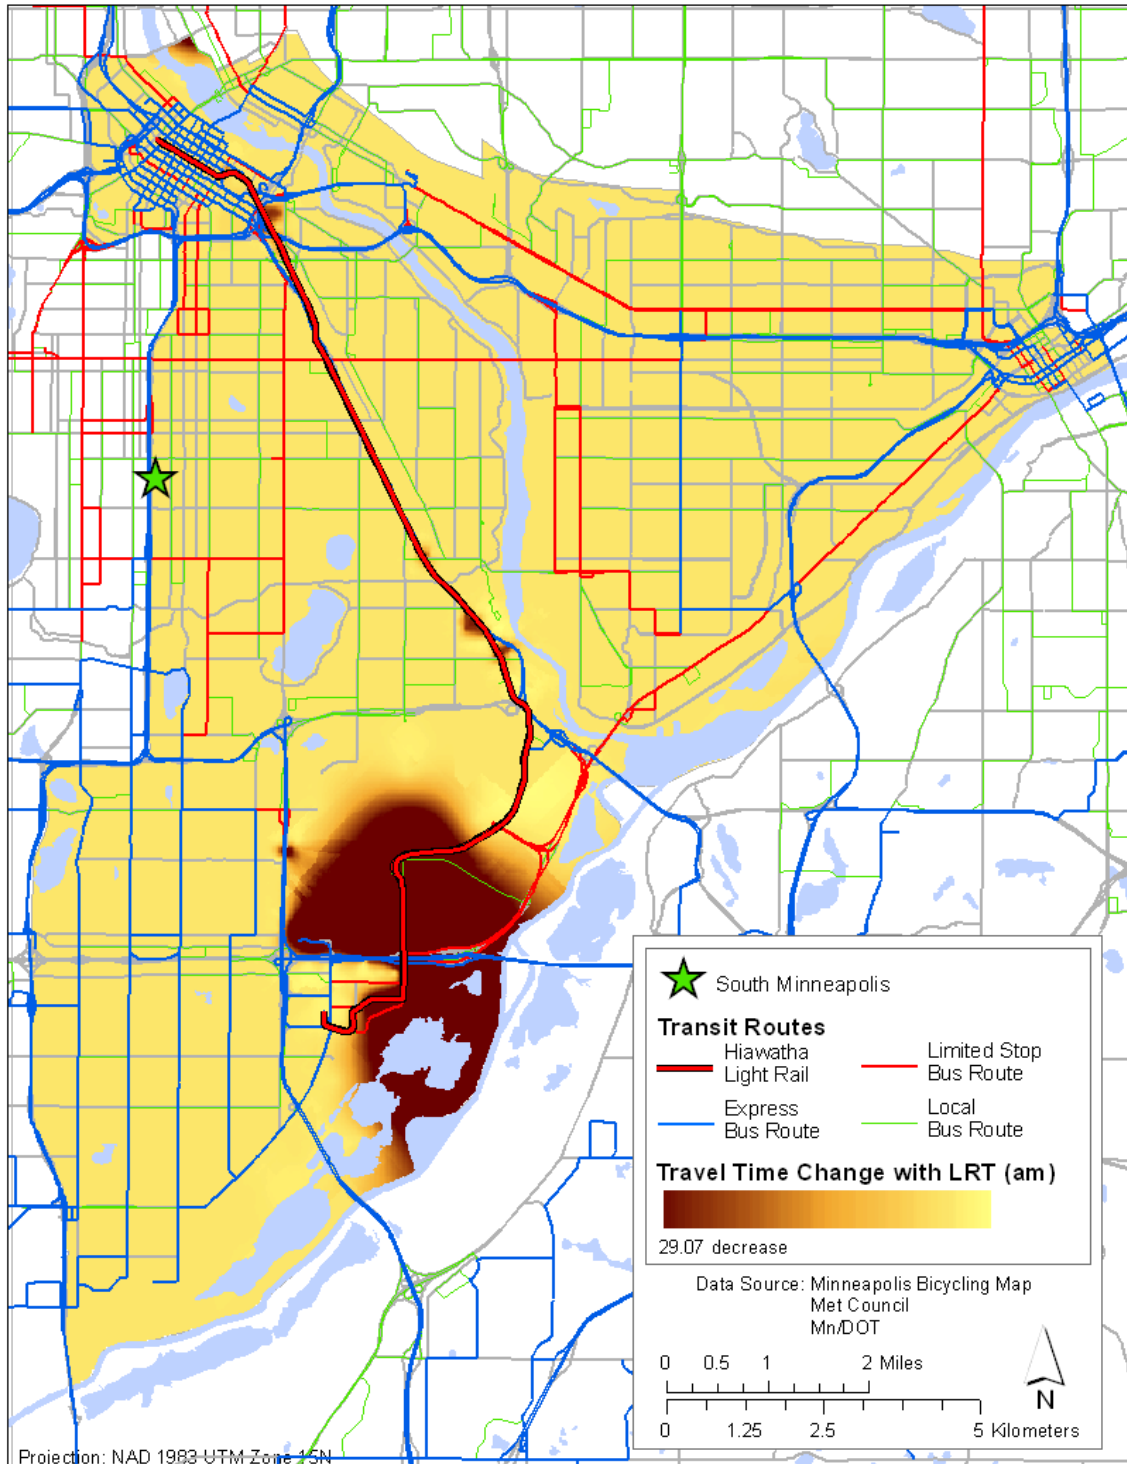 South Minneapolis
Transit Routes
Hiawatha
Light Rail
Limited Stop
Bus Route
Express
Bus Route
Local
Bus Route
Travel Time Change with LRT (am)
29.07 decrease
Data Source: Minneapolis Bicycling Map
Met Council
Mn/DOT
0 0.5 1 2 Miles
0 1.25 2.5 5 Kilometers
N
Projection: NAD 1983 UTM Zone 15N